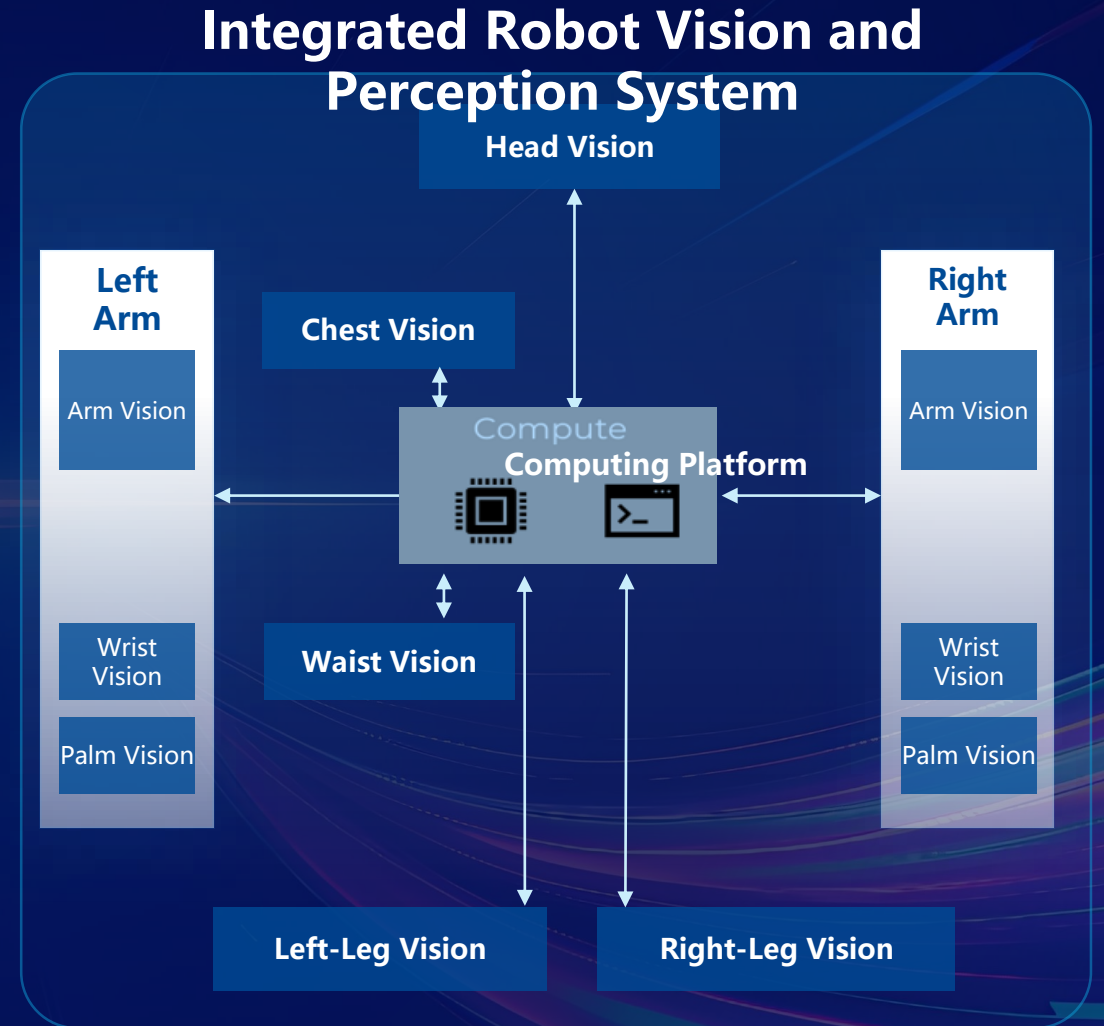 Integrated Robot Vision and
Perception System
Head Vision
Left
Arm
Right
Arm
Chest Vision
Arm Vision
Arm Vision
Compute
Computing Platform
>_
Wrist
Vision
Waist Vision
Wrist
Vision
Palm Vision
Palm Vision
Left-Leg Vision
Right-Leg Vision